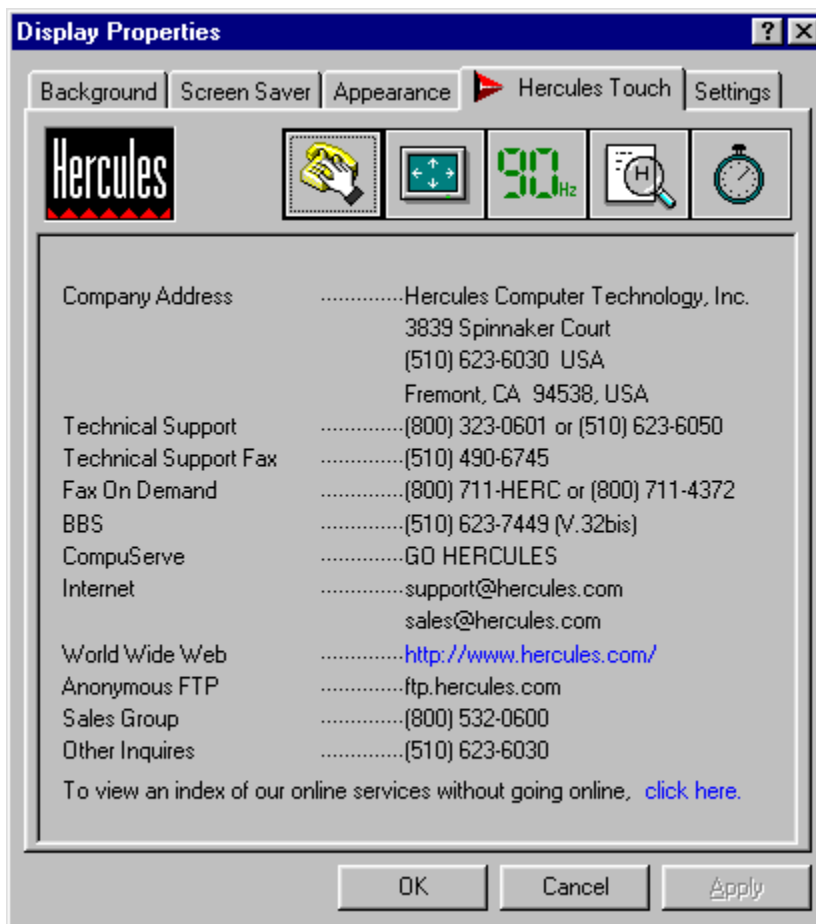 Display Properties
Background Screen Saver Appearance Hercules Touch Settings
Hercules 90Hz H
Company Address ..............Hercules Computer Technology, Inc.
3839 Spinnaker Court
(510) 623-6030  USA
Fremont, CA  94538, USA
Technical Support ..............(800) 323-0601 or (510) 623-6050
Technical Support Fax ..............(510) 490-6745
Fax On Demand ..............(800) 711-HERC or (800) 711-4372
BBS ..............(510) 623-7449 (V.32bis)
CompuServe ..............GO HERCULES
Internet ..............support@hercules.com
sales@hercules.com
World Wide Web ..............http://www.hercules.com/
Anonymous FTP ..............ftp.hercules.com
Sales Group ..............(800) 532-0600
Other Inquires ..............(510) 623-6030
To view an index of our online services without going online,  click here.
OK Cancel Apply